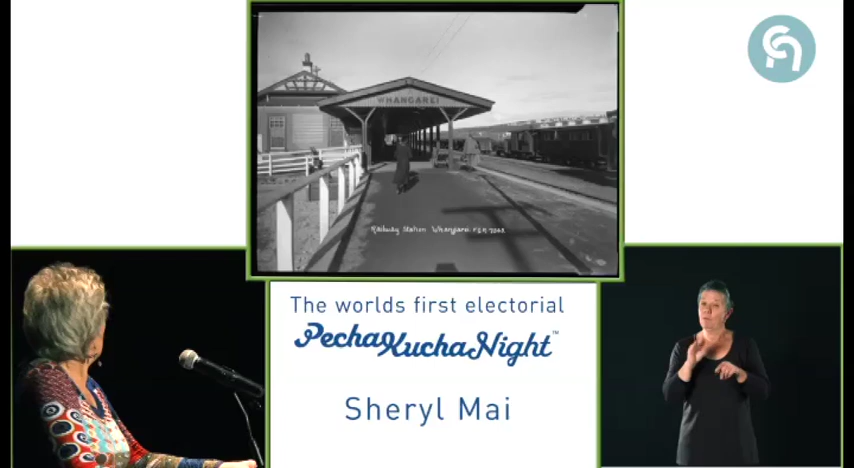 WHANGAREI
Railway Station Whangarei
The worlds first electorial
PechaKuchaNight™
Sheryl Mai